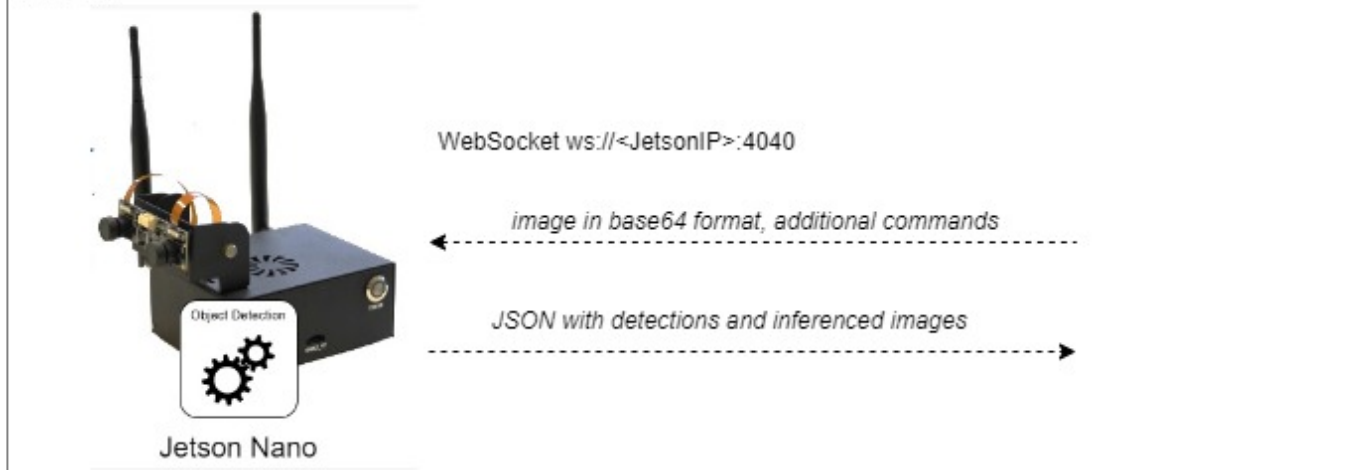 WebSocket ws://<JetsonIP>:4040
image in base64 format, additional commands
JSON with detections and inferenced images
Object Detection
Jetson Nano